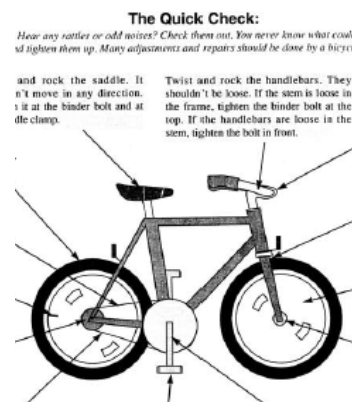 The Quick Check:
Hear any rattles or odd noises? Check them out. You never know what
tighten them up. Many adjustments and repairs should be done by a
and rock the saddle. It
n't move in any direction.
it at the binder bolt and at
dle clamp.
Twist and rock the handlebars. They
shouldn't be loose. If the stem is loose in
the frame, tighten the binder bolt at the
top. If the handlebars are loose in the
stem, tighten the bolt in front.